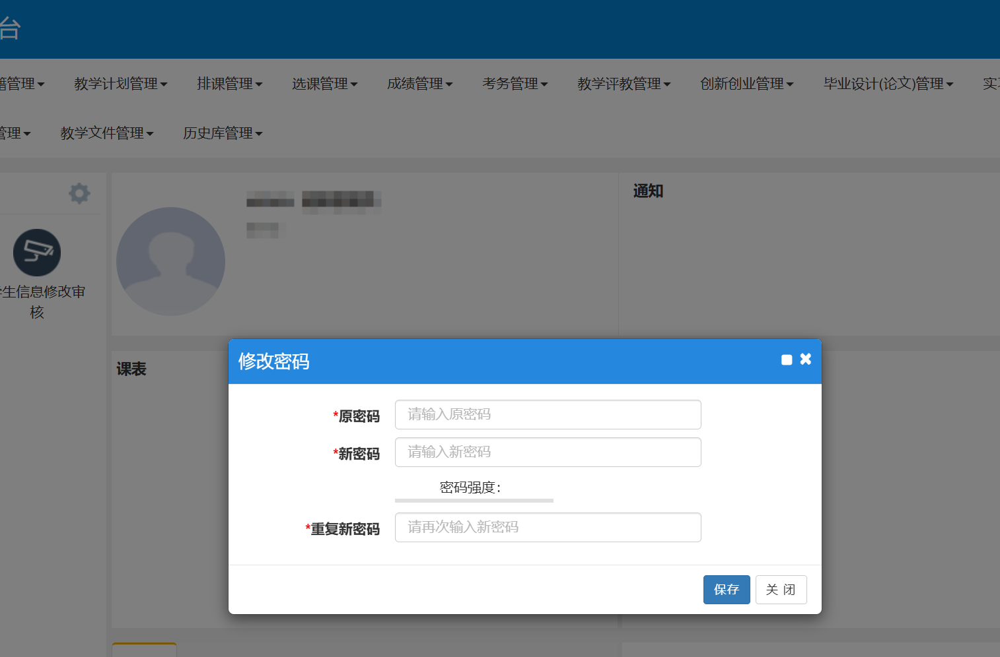 台
籍管理 教学计划管理 排课管理 选课管理 成绩管理 考务管理 教学评教管理 创新创业管理 毕业设计(论文)管理 实习
管理 教学文件管理 历史库管理
通知
学生信息修改审
核
课表
修改密码
*原密码 请输入原密码
*新密码 请输入新密码
密码强度：
*重复新密码 请再次输入新密码
保存 关 闭